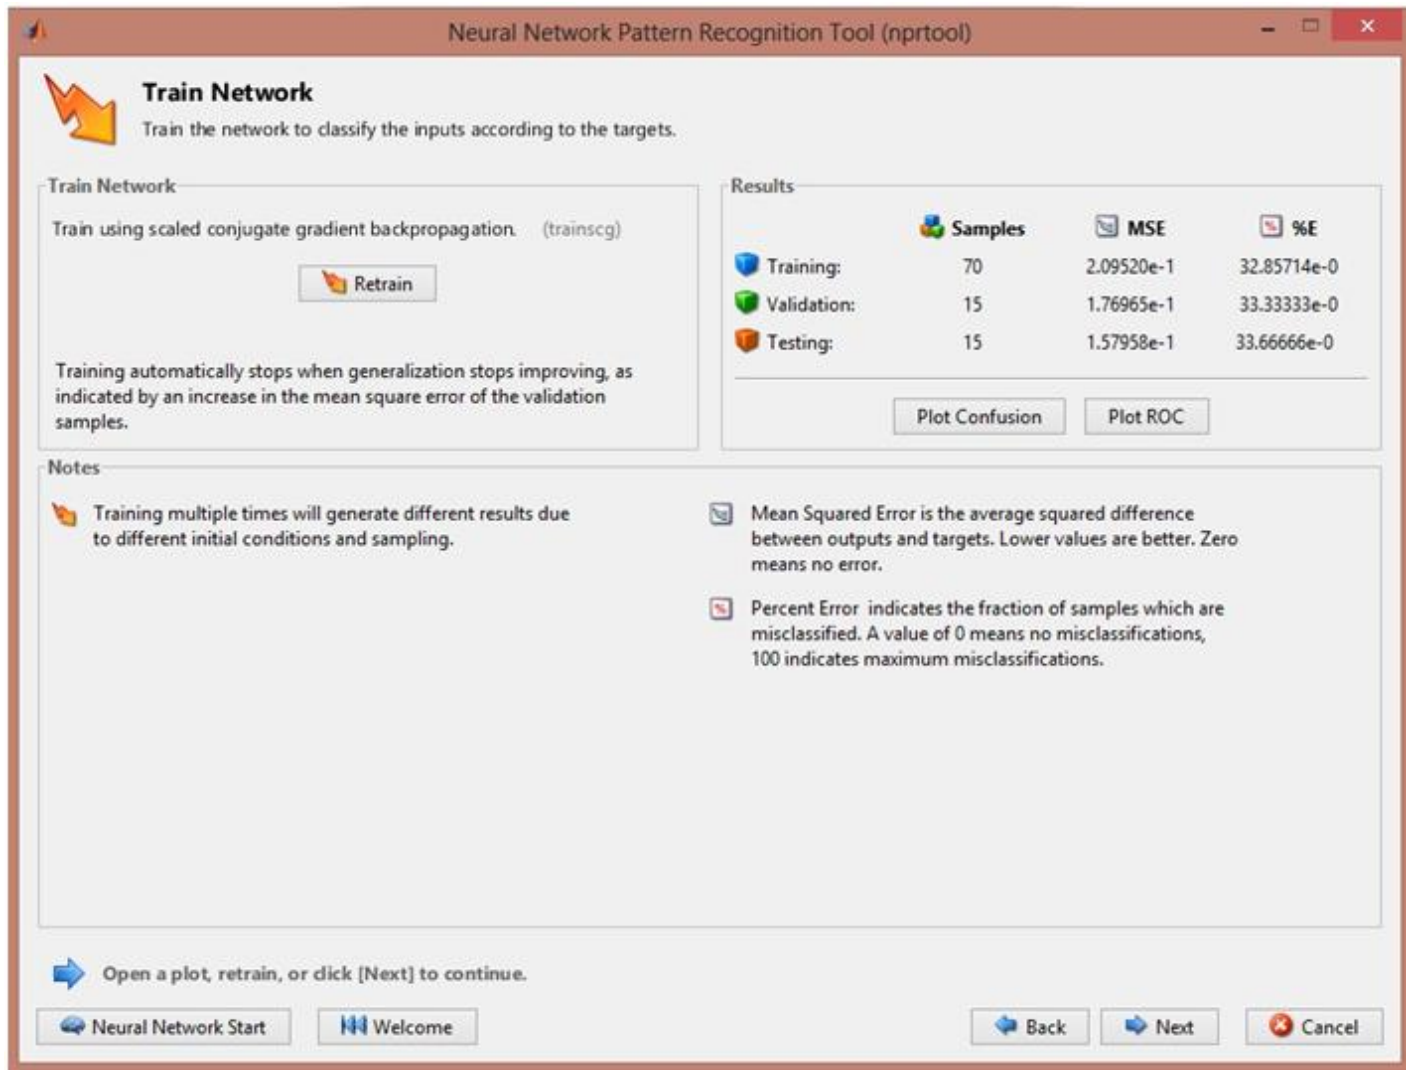 Neural Network Pattern Recognition Tool (nprtool)
Train Network
Train the network to classify the inputs according to the targets.
Train Network
Train using scaled conjugate gradient backpropagation. (trainscg)
Retrain
Training automatically stops when generalization stops improving, as
indicated by an increase in the mean square error of the validation
samples.
Results
Samples MSE %E
Training: 70 2.09520e-1 32.85714e-0
Validation: 15 1.76965e-1 33.33333e-0
Testing: 15 1.57958e-1 33.66666e-0
Plot Confusion Plot ROC
Notes
Training multiple times will generate different results due
to different initial conditions and sampling.
Mean Squared Error is the average squared difference
between outputs and targets. Lower values are better. Zero
means no error.
Percent Error indicates the fraction of samples which are
misclassified. A value of 0 means no misclassifications,
100 indicates maximum misclassifications.
Open a plot, retrain, or click [Next] to continue.
Neural Network Start Welcome Back Next Cancel